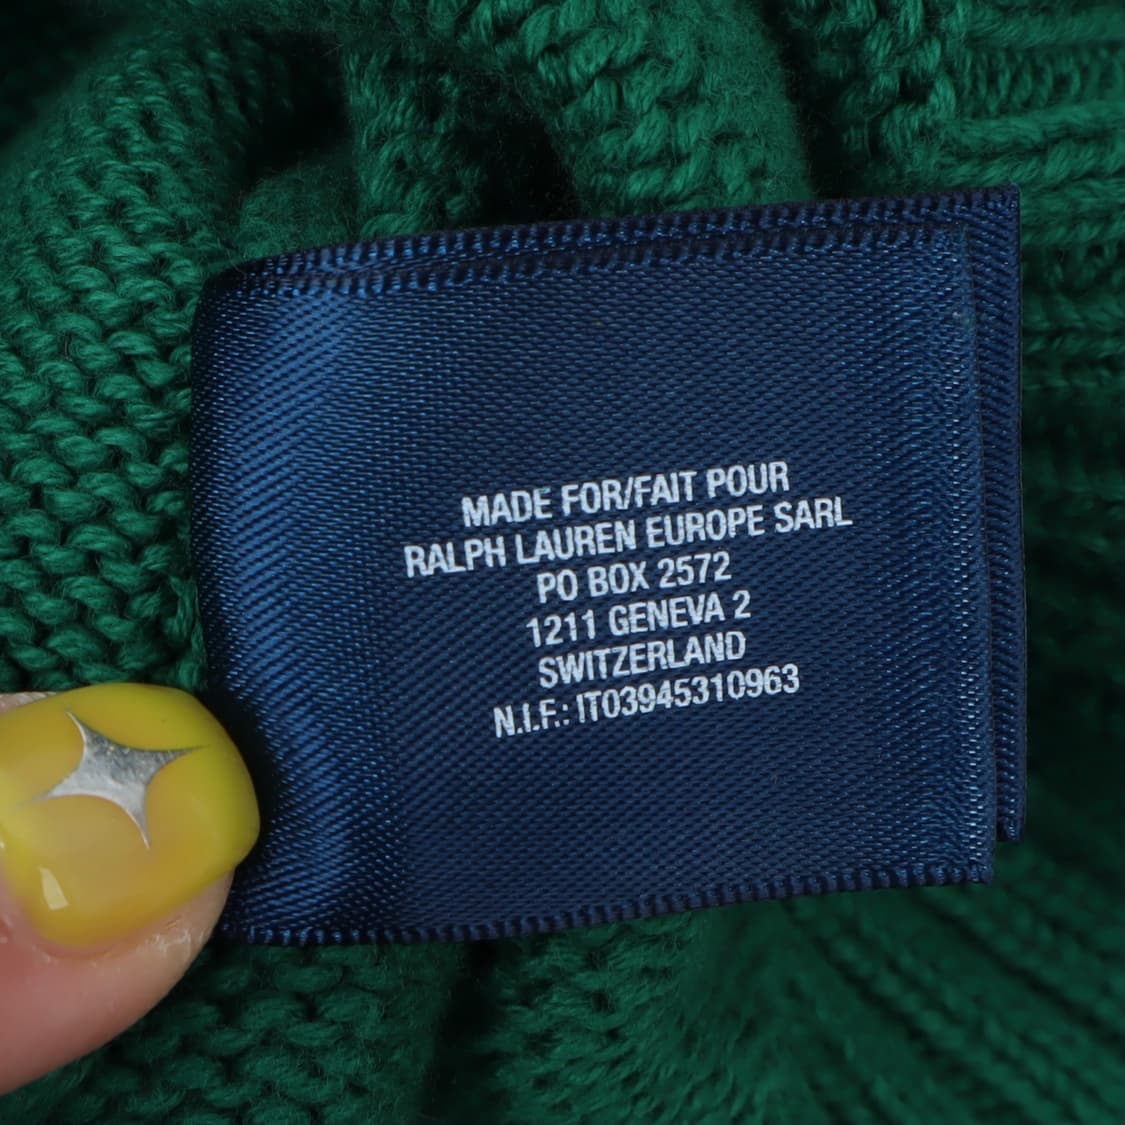 MADE FOR/FAIT POUR
RALPH LAUREN EUROPE SARL
PO BOX 2572
1211 GENEVA 2
SWITZERLAND
N.I.F.: IT03945310963